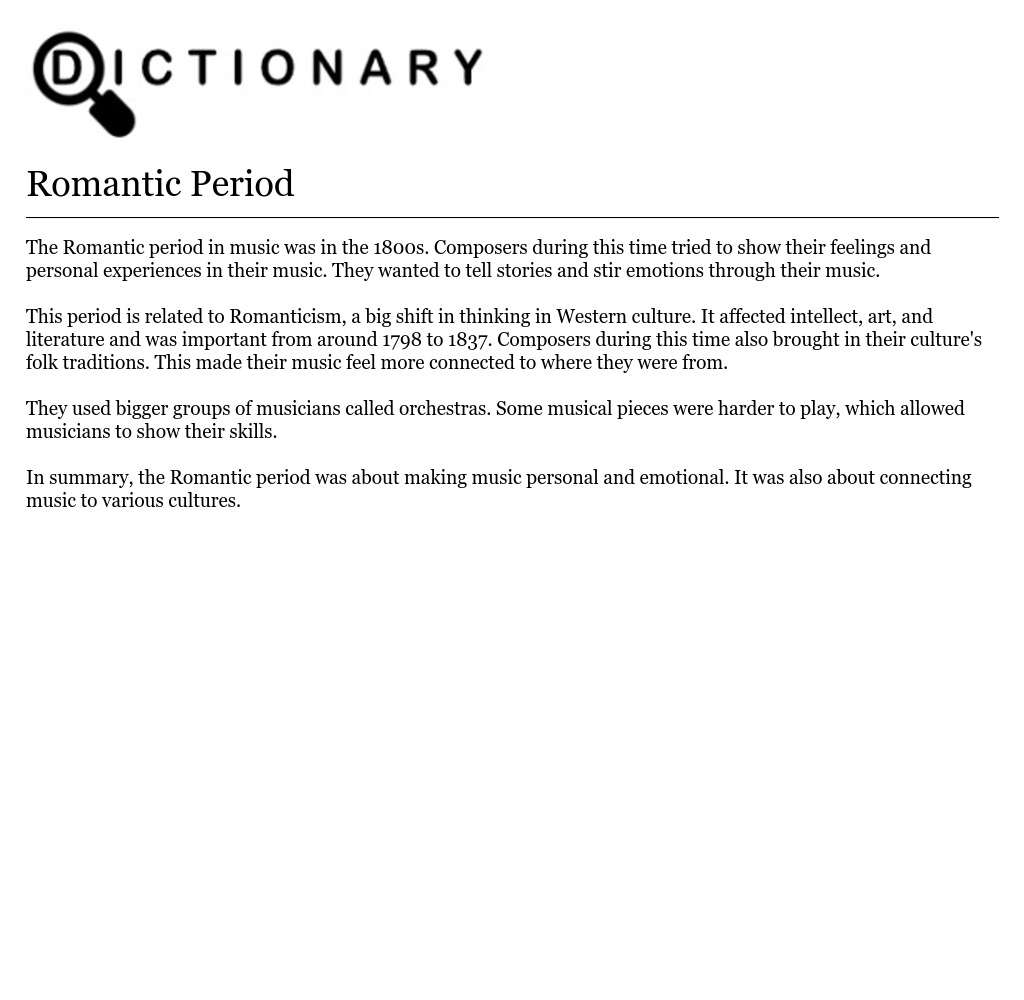 DICTIONARY
Romantic Period
The Romantic period in music was in the 1800s. Composers during this time tried to show their feelings and
personal experiences in their music. They wanted to tell stories and stir emotions through their music.
This period is related to Romanticism, a big shift in thinking in Western culture. It affected intellect, art, and
literature and was important from around 1798 to 1837. Composers during this time also brought in their culture's
folk traditions. This made their music feel more connected to where they were from.
They used bigger groups of musicians called orchestras. Some musical pieces were harder to play, which allowed
musicians to show their skills.
In summary, the Romantic period was about making music personal and emotional. It was also about connecting
music to various cultures.